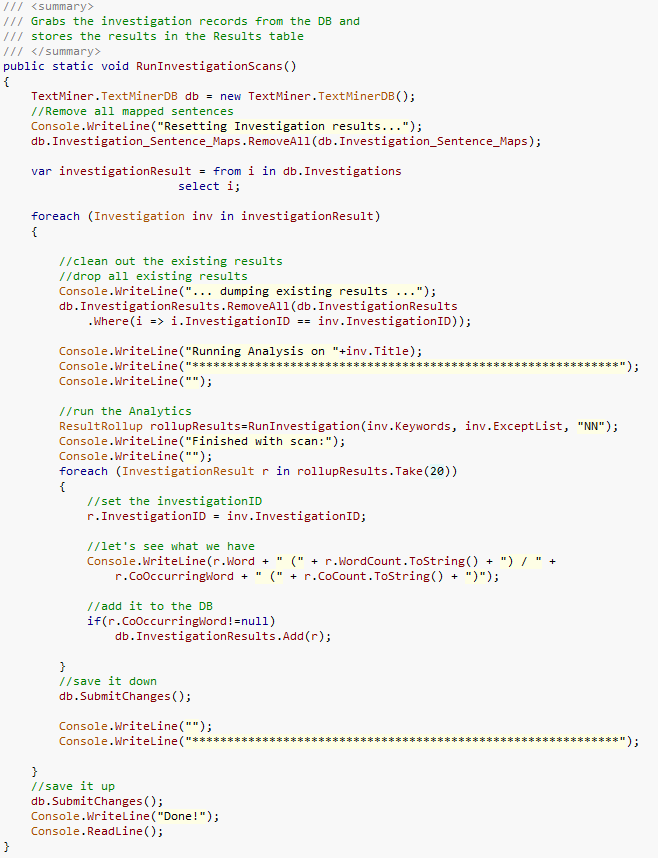 /// <summary>
/// Grabs the investigation records from the DB and
/// stores the results in the Results table
/// </summary>
public static void RunInvestigationScans()
{
    TextMiner.TextMinerDB db = new TextMiner.TextMinerDB();
    //Remove all mapped sentences
    Console.WriteLine("Resetting Investigation results...");
    db.Investigation_Sentence_Maps.RemoveAll(db.Investigation_Sentence_Maps);

    var investigationResult = from i in db.Investigations
                         select i;

    foreach (Investigation inv in investigationResult)
    {

        //clean out the existing results
        //drop all existing results
        Console.WriteLine("... dumping existing results ...");
        db.InvestigationResults.RemoveAll(db.InvestigationResults
            .Where(i => i.InvestigationID == inv.InvestigationID));

        Console.WriteLine("Running Analysis on "+inv.Title);
        Console.WriteLine("*************************************************************");
        Console.WriteLine("");

        //run the Analytics
        ResultRollup rollupResults=RunInvestigation(inv.Keywords, inv.ExceptList, "NN");
        Console.WriteLine("Finished with scan:");
        Console.WriteLine("");
        foreach (InvestigationResult r in rollupResults.Take(20))
        {
            //set the investigationID
            r.InvestigationID = inv.InvestigationID;

            //let's see what we have
            Console.WriteLine(r.Word + " (" + r.WordCount.ToString() + ") / " +
                r.CoOccurringWord + " (" + r.CoCount.ToString() + ")");

            //add it to the DB
            if(r.CoOccurringWord!=null)
                db.InvestigationResults.Add(r);

        }
        //save it down
        db.SubmitChanges();

        Console.WriteLine("");
        Console.WriteLine("*************************************************************");

    }
    //save it up
    db.SubmitChanges();
    Console.WriteLine("Done!");
    Console.ReadLine();
}